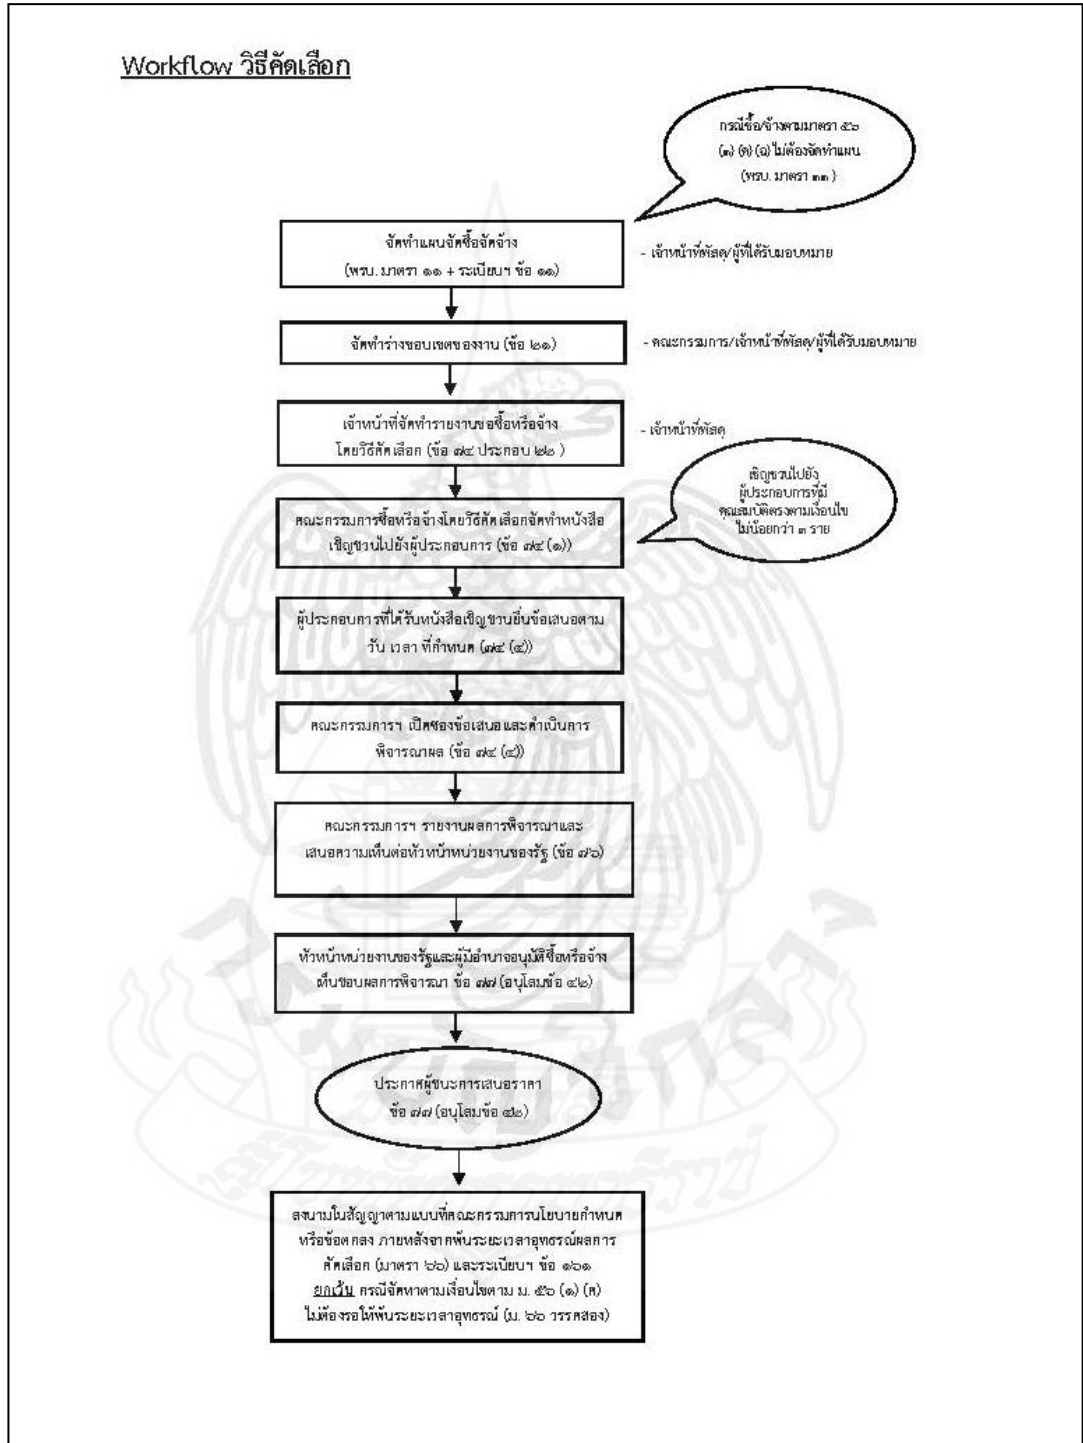 Workflow วิธีคัดเลือก
กรณีซื้อ/จ้างตามมาตรา ๕๖
(๑) (ค) (ฉ) ไม่ต้องจัดทำแผน
(พรบ. มาตรา ๑๑ )
จัดทำแผนจัดซื้อจัดจ้าง
(พรบ. มาตรา ๑๑ + ระเบียบฯ ข้อ ๑๑)
- เจ้าหน้าที่พัสดุ/ผู้ที่ได้รับมอบหมาย
จัดทำร่างขอบเขตของงาน (ข้อ ๒๑)
- คณะกรรมการ/เจ้าหน้าที่พัสดุ/ผู้ที่ได้รับมอบหมาย
เจ้าหน้าที่จัดทำรายงานขอซื้อหรือจ้าง
โดยวิธีคัดเลือก (ข้อ ๗๔ ประกอบ ๒๒ )
- เจ้าหน้าที่พัสดุ
เชิญชวนไปยัง
ผู้ประกอบการที่มี
คุณสมบัติตรงตามเงื่อนไข
ไม่น้อยกว่า ๓ ราย
คณะกรรมการซื้อหรือจ้างโดยวิธีคัดเลือกจัดทำหนังสือ
เชิญชวนไปยังผู้ประกอบการ (ข้อ ๗๔ (๑))
ผู้ประกอบการที่ได้รับหนังสือเชิญชวนยื่นข้อเสนอตาม
วัน เวลา ที่กำหนด (๗๔ (๔))
คณะกรรมการฯ เปิดซองข้อเสนอและดำเนินการ
พิจารณาผล (ข้อ ๗๔ (๔))
คณะกรรมการฯ รายงานผลการพิจารณาและ
เสนอความเห็นต่อหัวหน้าหน่วยงานของรัฐ (ข้อ ๗๖)
หัวหน้าหน่วยงานของรัฐและผู้มีอำนาจอนุมัติซื้อหรือจ้าง
เห็นชอบผลการพิจารณา ข้อ ๗๗ (อนุโลมข้อ ๔๒)
ประกาศผู้ชนะการเสนอราคา
ข้อ ๗๗ (อนุโลมข้อ ๔๒)
ลงนามในสัญญาตามแบบที่คณะกรรมการนโยบายกำหนด
หรือข้อตกลง ภายหลังจากพ้นระยะเวลาอุทธรณ์ผลการ
คัดเลือก (มาตรา ๖๖) และระเบียบฯ ข้อ ๑๖๑
ยกเว้น กรณีจัดหาตามเงื่อนไขตาม ม. ๕๖ (๑) (ค)
ไม่ต้องรอให้พ้นระยะเวลาอุทธรณ์ (ม. ๖๖ วรรคสอง)